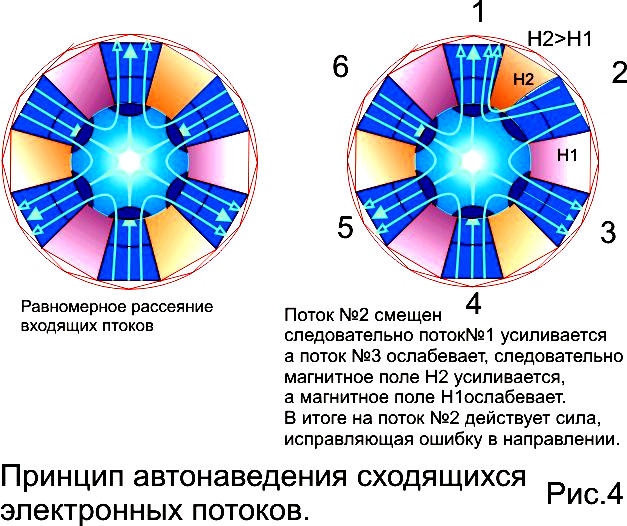 1
H2>H1
6
2
H2
H1
5
3
4
Равномерное рассеяние
входящих птоков
Поток №2 смещен
следовательно поток№1 усиливается
а поток №3 ослабевает, следовательно
магнитное поле Н2 усиливается,
а магнитное поле Н1ослабевает.
В итоге на поток №2 действует сила,
исправляющая ошибку в направлении.
Принцип автонаведения сходящихся
электронных потоков.
Рис.4